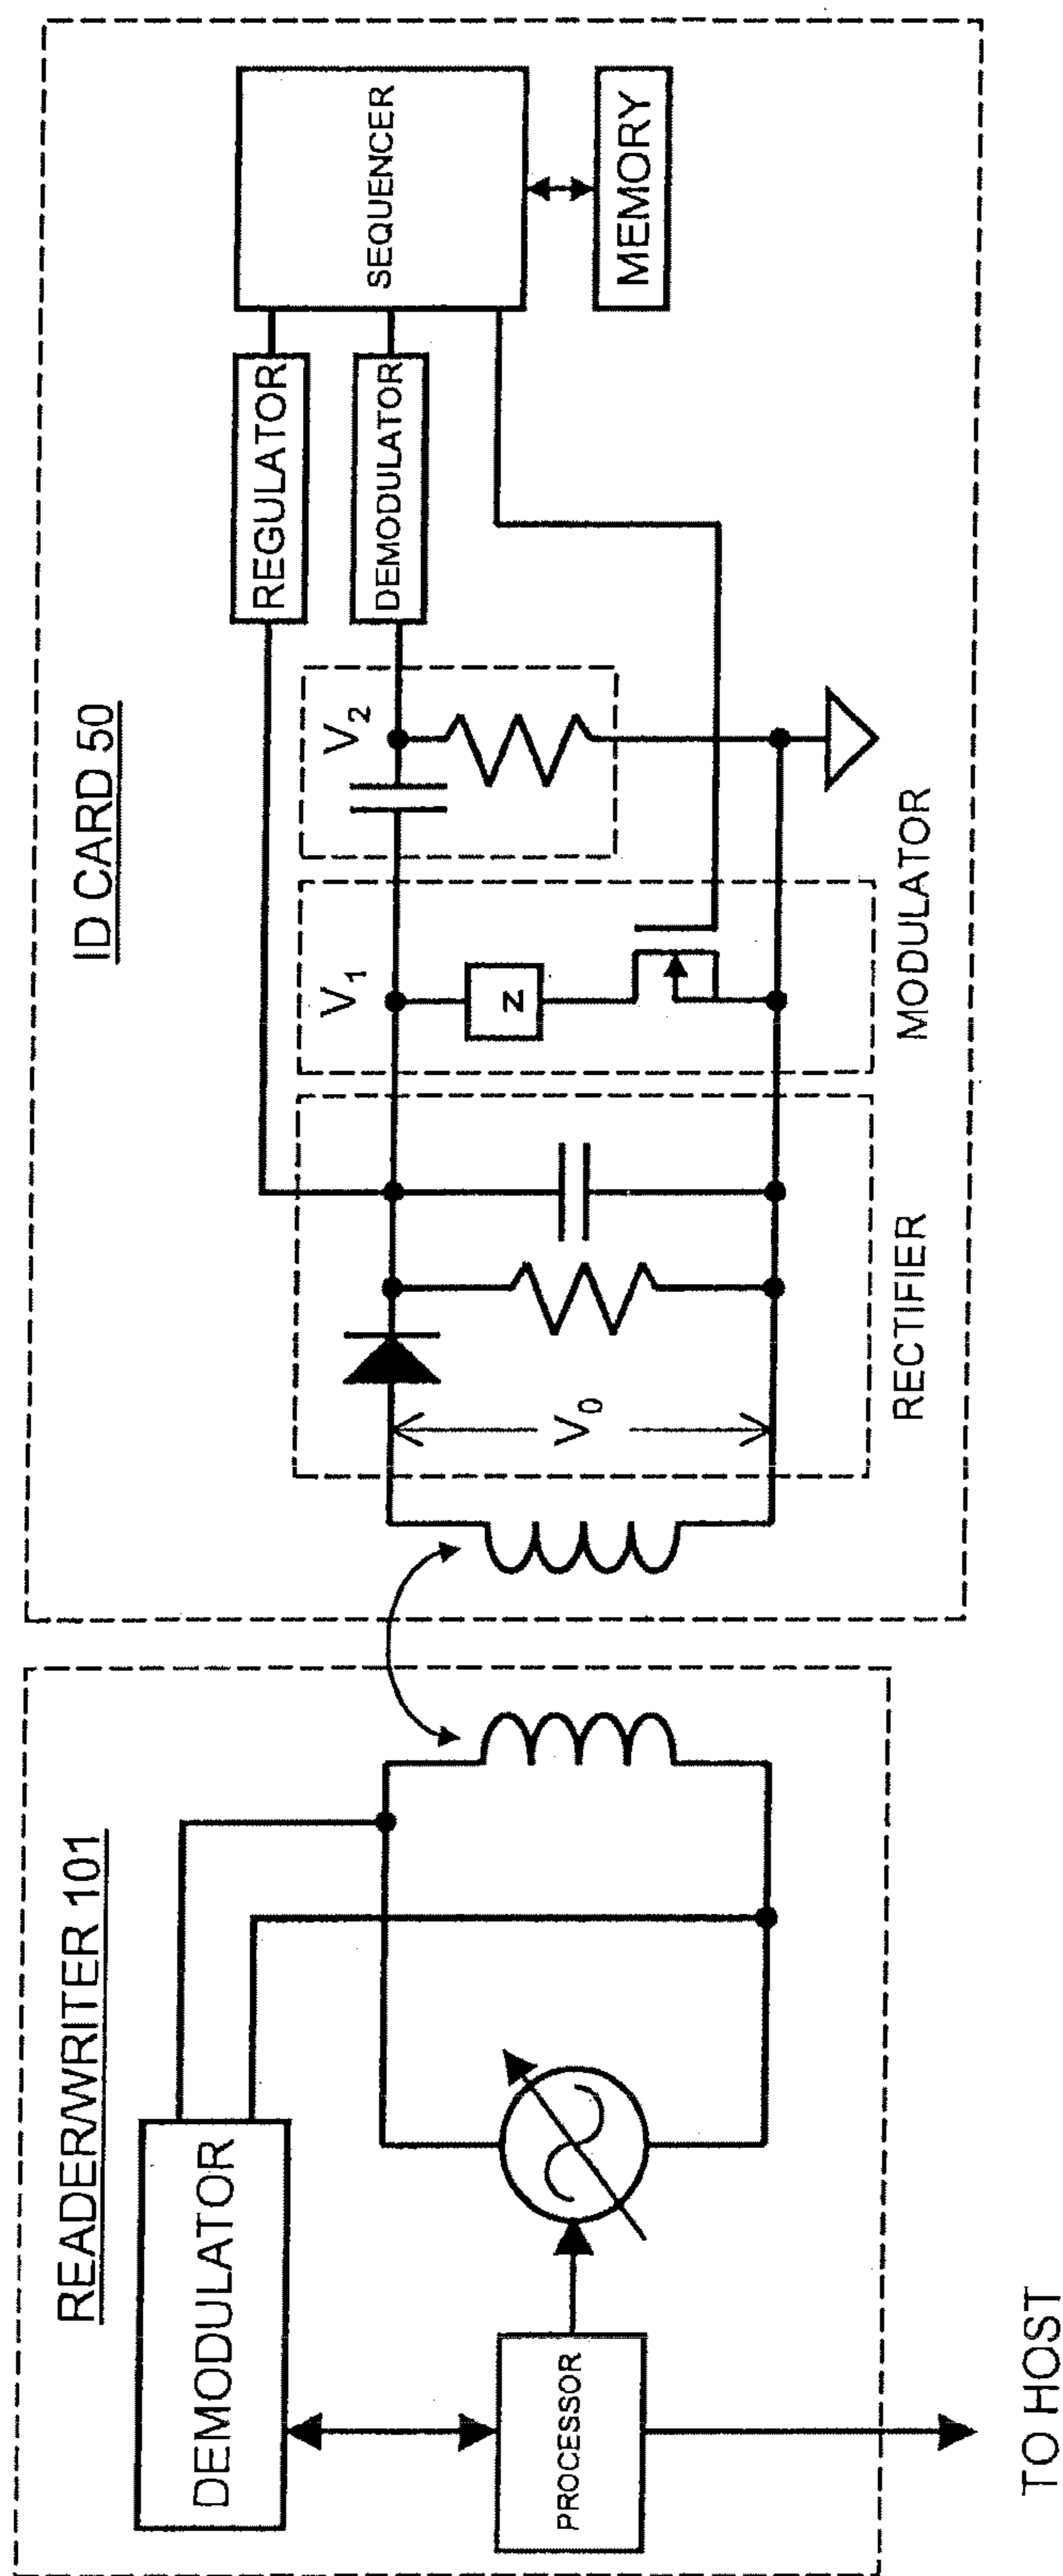 READER/WRITER 101
DEMODULATOR
PROCESSOR
TO HOST
ID CARD 50
V0
RECTIFIER
V1
Z
MODULATOR
V2
REGULATOR
DEMODULATOR
SEQUENCER
MEMORY